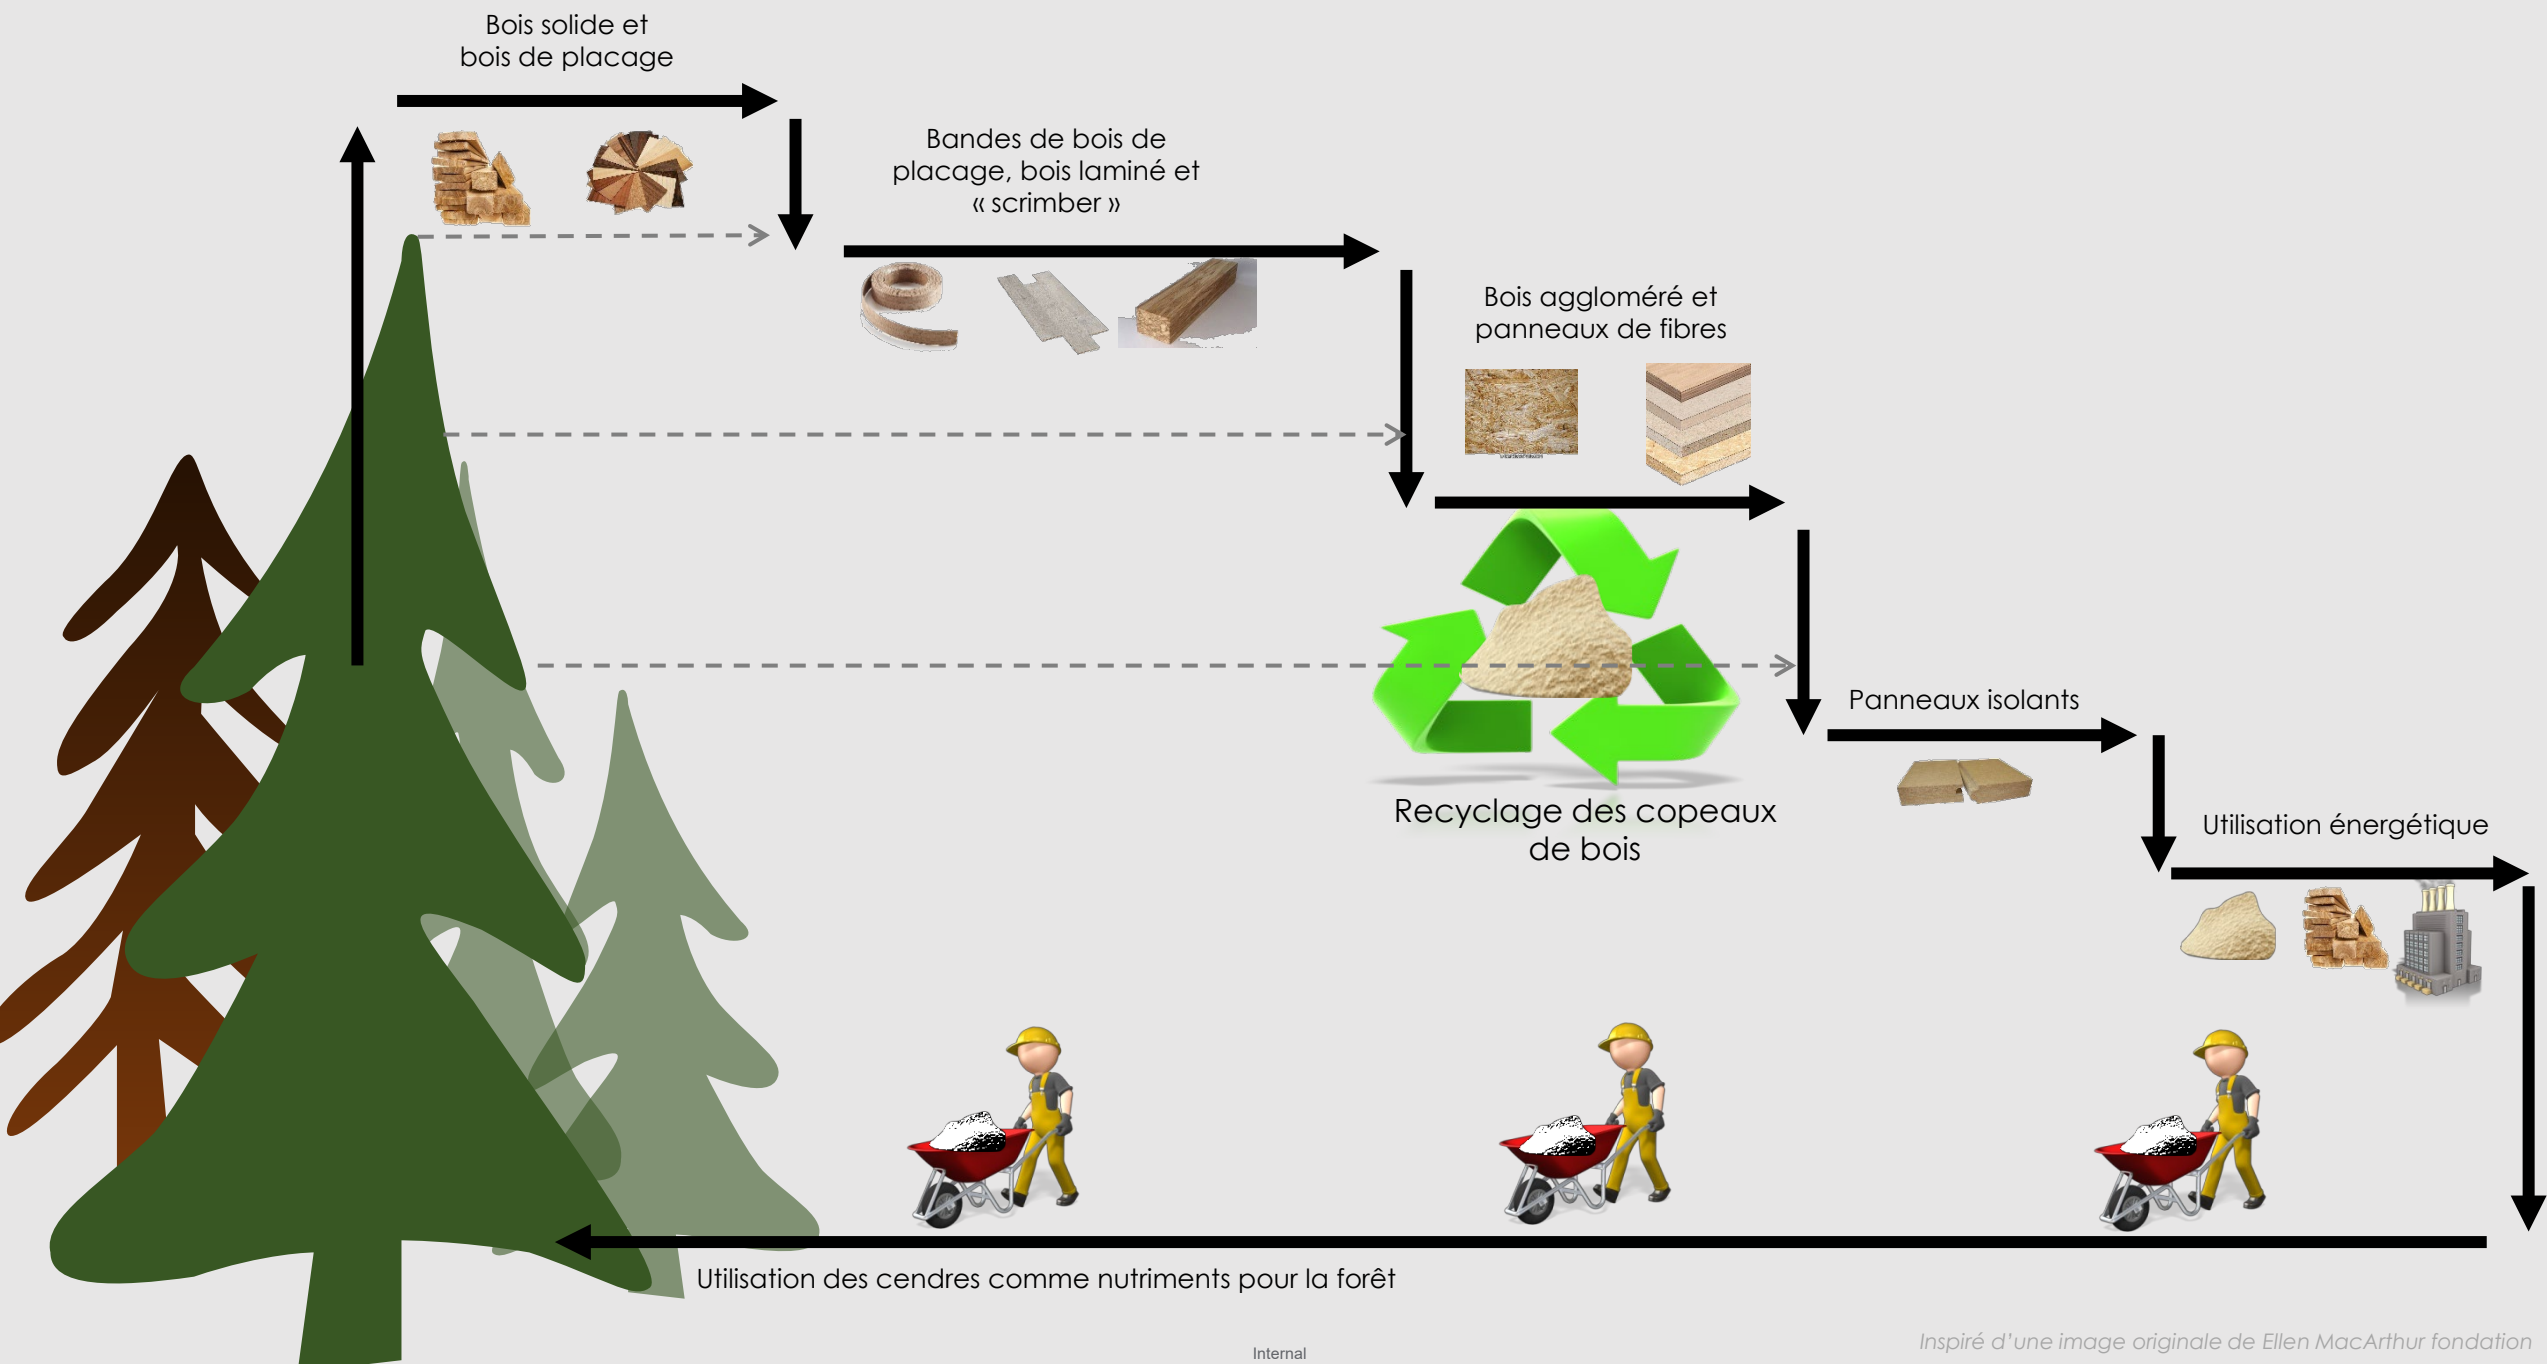 Bois solide et
bois de placage
Bandes de bois de
placage, bois laminé et
« scrimber »
Bois aggloméré et
panneaux de fibres
Recyclage des copeaux
de bois
Panneaux isolants
Utilisation énergétique
Utilisation des cendres comme nutriments pour la forêt
Inspiré d’une image originale de Ellen MacArthur fondation
Internal